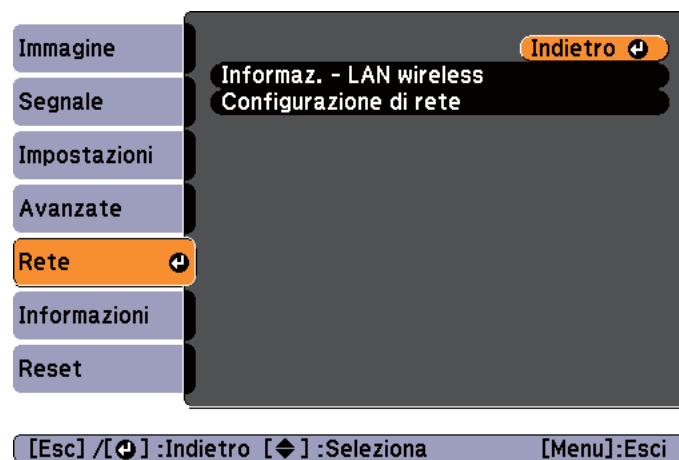 Immagine
Segnale
Impostazioni
Avanzate
Rete
Informazioni
Reset
Indietro
Informaz. - LAN wireless
Configurazione di rete
[Esc] /[ ] :Indietro [ ] :Seleziona [Menu]:Esci